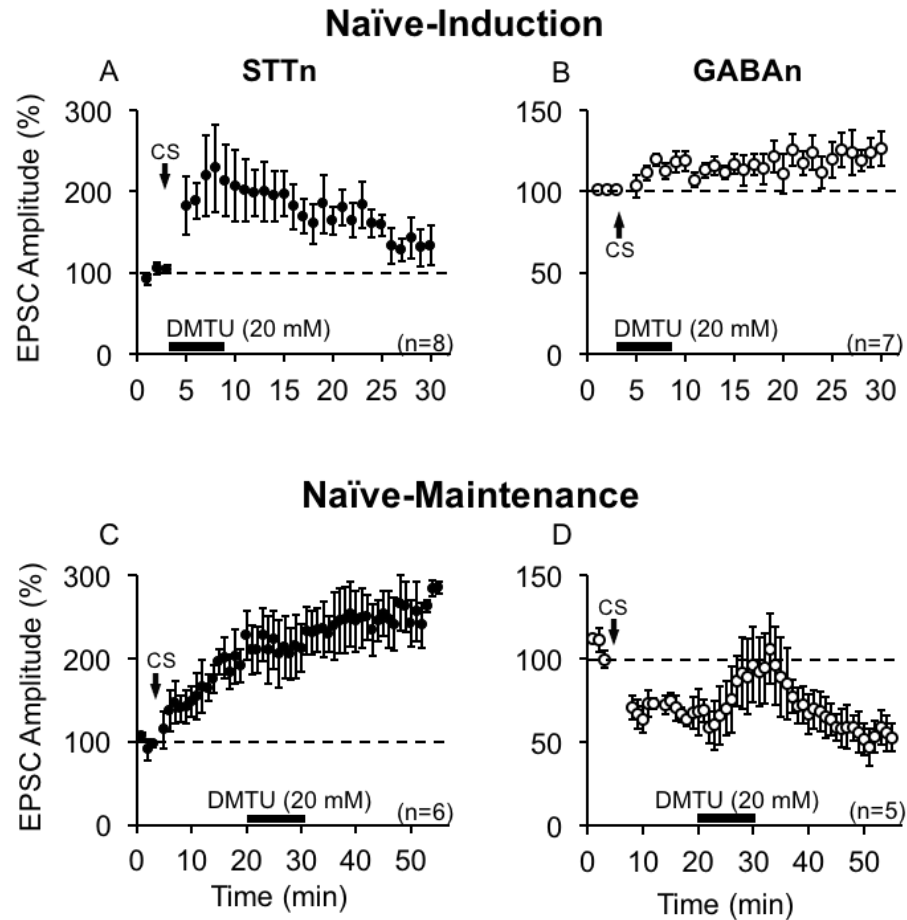 Naïve-Induction
A STTn
EPSC Amplitude (%)
300
200
100
0
CS
DMTU (20 mM)
(n=8)
0 5 10 15 20 25 30
B GABAn
150
100
50
0
CS
DMTU (20 mM)
(n=7)
0 5 10 15 20 25 30
Naïve-Maintenance
C
EPSC Amplitude (%)
300
200
100
0
CS
DMTU (20 mM)
(n=6)
0 10 20 30 40 50
Time (min)
D
150
100
50
0
CS
DMTU (20 mM)
(n=5)
0 10 20 30 40 50
Time (min)